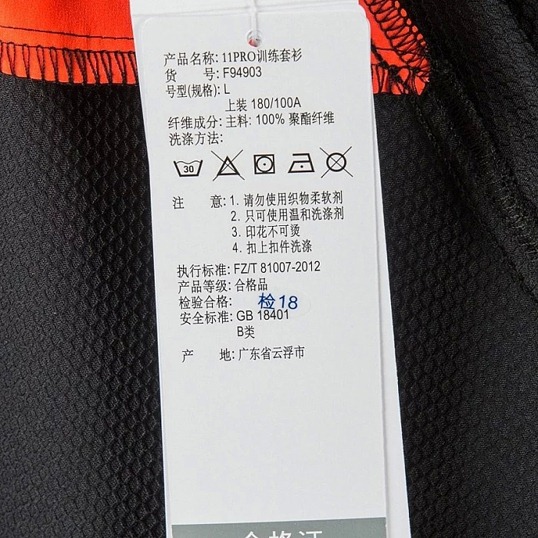 产品名称: 11PRO训练套衫
货 号: F94903
号型(规格): L
上装 180/100A
纤维成分: 主料: 100% 聚酯纤维
洗涤方法:
30
注 意: 1. 请勿使用织物柔软剂
2. 只可使用温和洗涤剂
3. 印花不可烫
4. 扣上扣件洗涤
执行标准: FZ/T 81007-2012
产品等级: 合格品
检验合格: 检18
安全标准: GB 18401
B类
产 地: 广东省云浮市
合格证